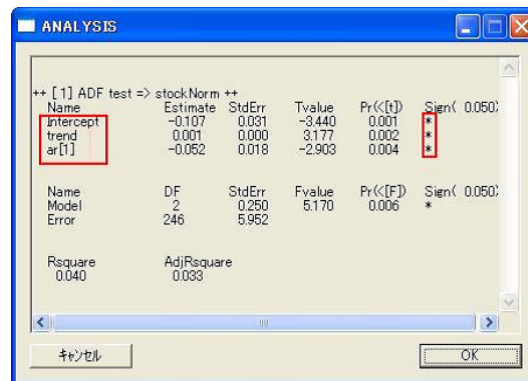 ANALYSIS
++ [ 1] ADF test => stockNorm ++
Name Estimate StdErr Tvalue Pr(<[t]) Sign( 0.050)
Intercept -0.107 0.031 -3.440 0.001 *
trend 0.001 0.000 3.177 0.002 *
ar[1] -0.052 0.018 -2.903 0.004 *
Name DF StdErr Fvalue Pr(<[F]) Sign( 0.050)
Model 2 0.250 5.170 0.006 *
Error 246 5.952
Rsquare AdjRsquare
0.040 0.033
キャンセル OK